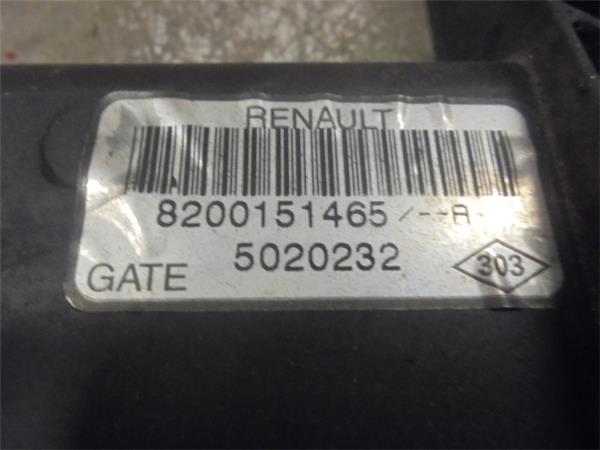 RENAULT
8200151465/--A-
5020232
GATE
303